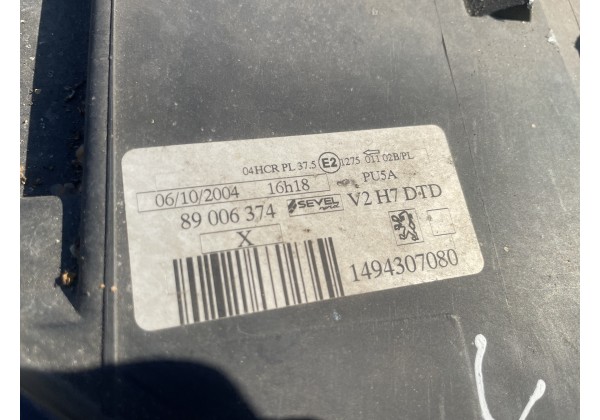 04HCR PL 37.5 E2 1275 011 02B/PL
06/10/2004 16h18 PU5A
89 006 374 SEVEL V2 H7 DTD
X
1494307080